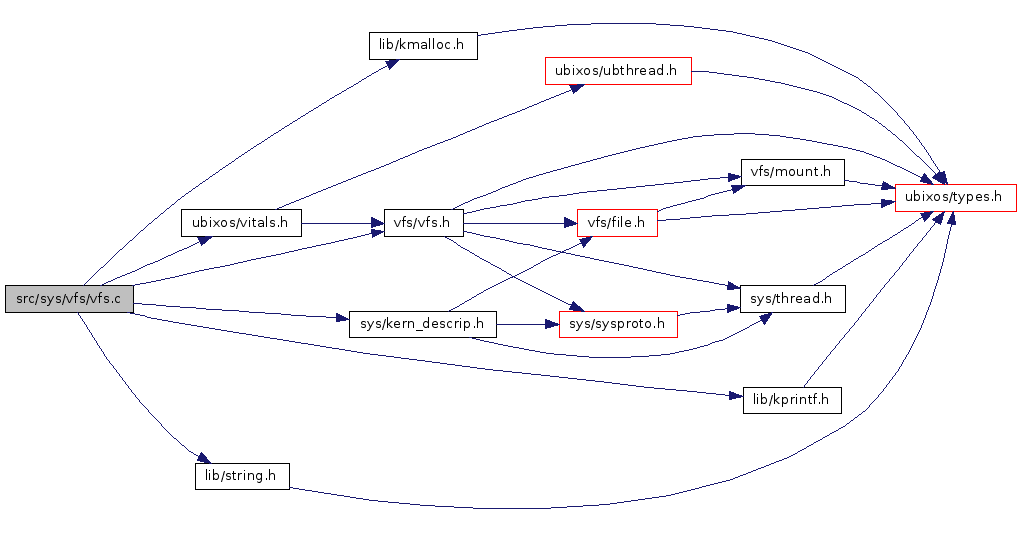 lib/kmalloc.h
ubixos/ubthread.h
vfs/mount.h
ubixos/types.h
ubixos/vitals.h
vfs/vfs.h
vfs/file.h
src/sys/vfs/vfs.c
sys/thread.h
sys/kern_descrip.h
sys/sysproto.h
lib/kprintf.h
lib/string.h